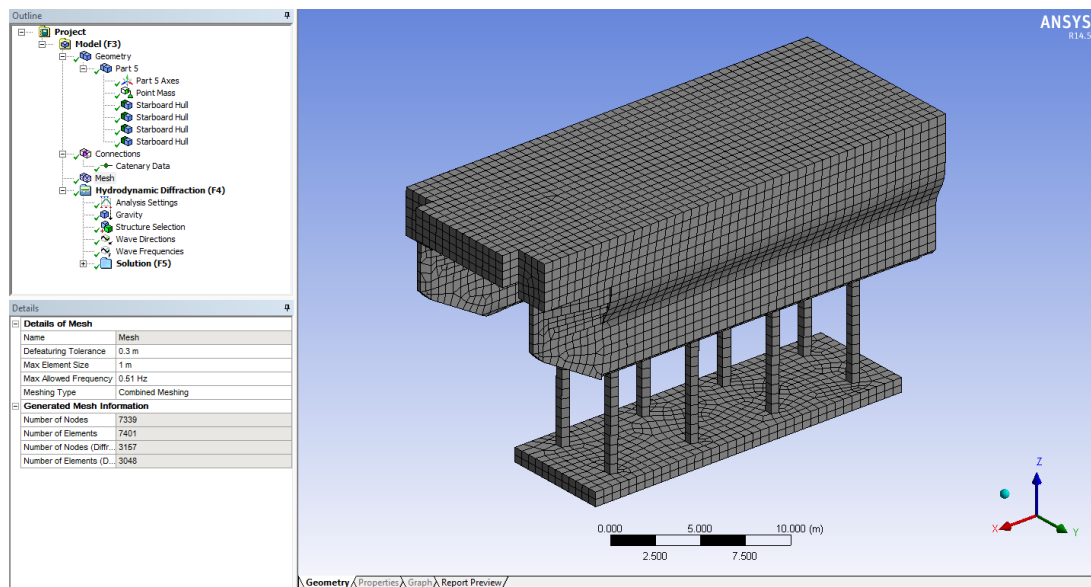 Outline
Project
Model (F3)
Geometry
Part 5
Part 5 Axes
Point Mass
Starboard Hull
Starboard Hull
Starboard Hull
Starboard Hull
Connections
Catenary Data
Mesh
Hydrodynamic Diffraction (F4)
Analysis Settings
Gravity
Structure Selection
Wave Directions
Wave Frequencies
Solution (F5)
Details
Details of Mesh
Name Mesh
Defeaturing Tolerance 0.3 m
Max Element Size 1 m
Max Allowed Frequency 0.51 Hz
Meshing Type Combined Meshing
Generated Mesh Information
Number of Nodes 7339
Number of Elements 7401
Number of Nodes (Diffr... 3157
Number of Elements (D... 3048
ANSYS
R14.5
0.000 5.000 10.000 (m)
2.500 7.500
Z
X
Y
Geometry Properties Graph Report Preview